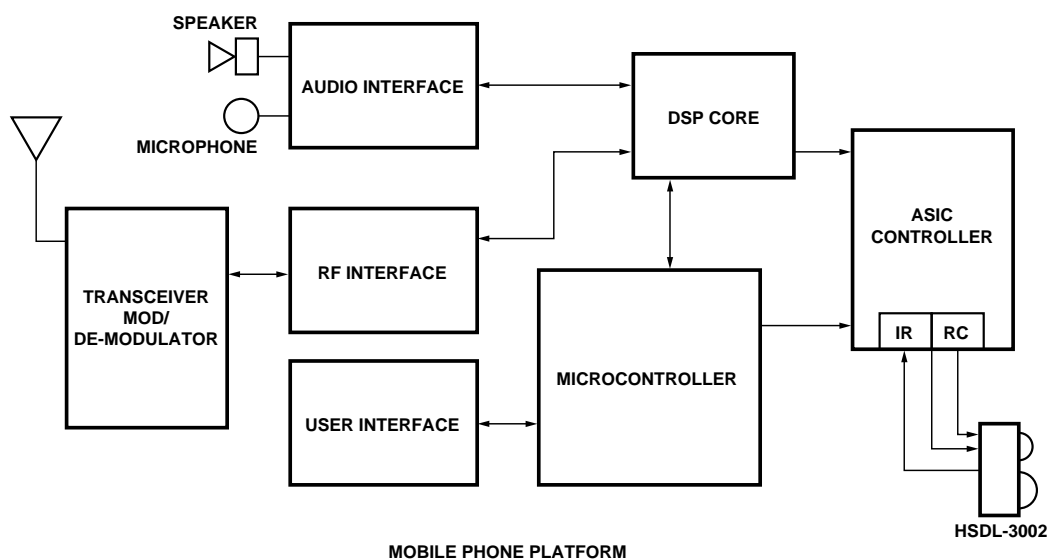 SPEAKER
AUDIO INTERFACE
MICROPHONE
DSP CORE
ASIC
CONTROLLER
RF INTERFACE
TRANSCEIVER
MOD/
DE-MODULATOR
IR
RC
MICROCONTROLLER
USER INTERFACE
HSDL-3002
MOBILE PHONE PLATFORM